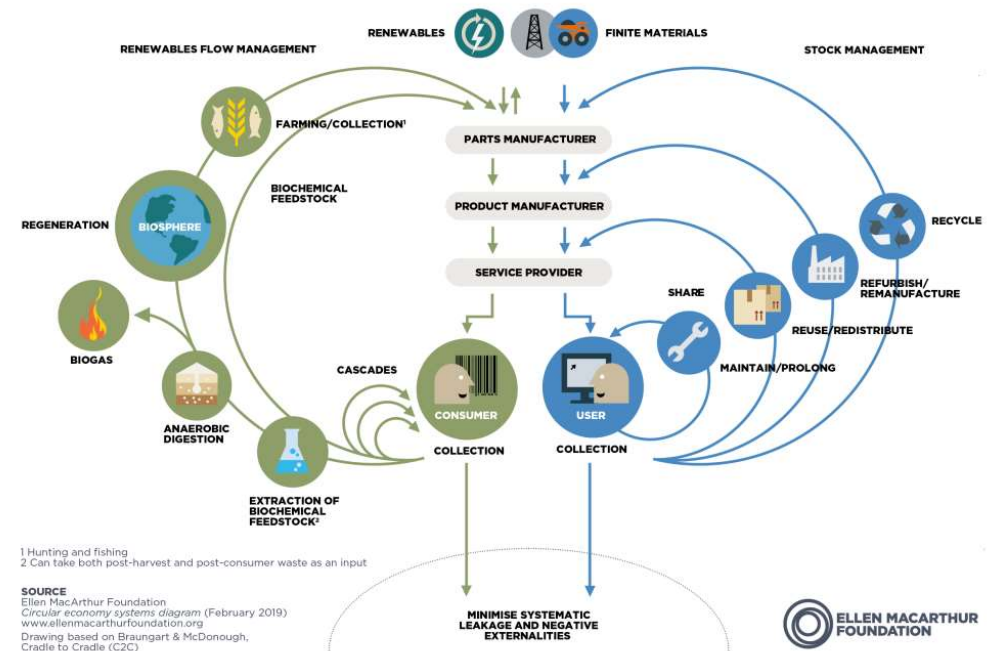 RENEWABLES
FINITE MATERIALS
RENEWABLES FLOW MANAGEMENT
STOCK MANAGEMENT
FARMING/COLLECTION¹
PARTS MANUFACTURER
BIOCHEMICAL
FEEDSTOCK
PRODUCT MANUFACTURER
REGENERATION
BIOSPHERE
RECYCLE
SERVICE PROVIDER
SHARE
REFURBISH/
REMANUFACTURE
REUSE/REDISTRIBUTE
BIOGAS
MAINTAIN/PROLONG
CASCADES
CONSUMER
USER
ANAEROBIC
DIGESTION
COLLECTION
COLLECTION
EXTRACTION OF
BIOCHEMICAL
FEEDSTOCK²
1 Hunting and fishing
2 Can take both post-harvest and post-consumer waste as an input
SOURCE
Ellen MacArthur Foundation
Circular economy systems diagram (February 2019)
www.ellenmacarthurfoundation.org
Drawing based on Braungart & McDonough,
Cradle to Cradle (C2C)
MINIMISE SYSTEMATIC
LEAKAGE AND NEGATIVE
EXTERNALITIES
ELLEN MACARTHUR
FOUNDATION